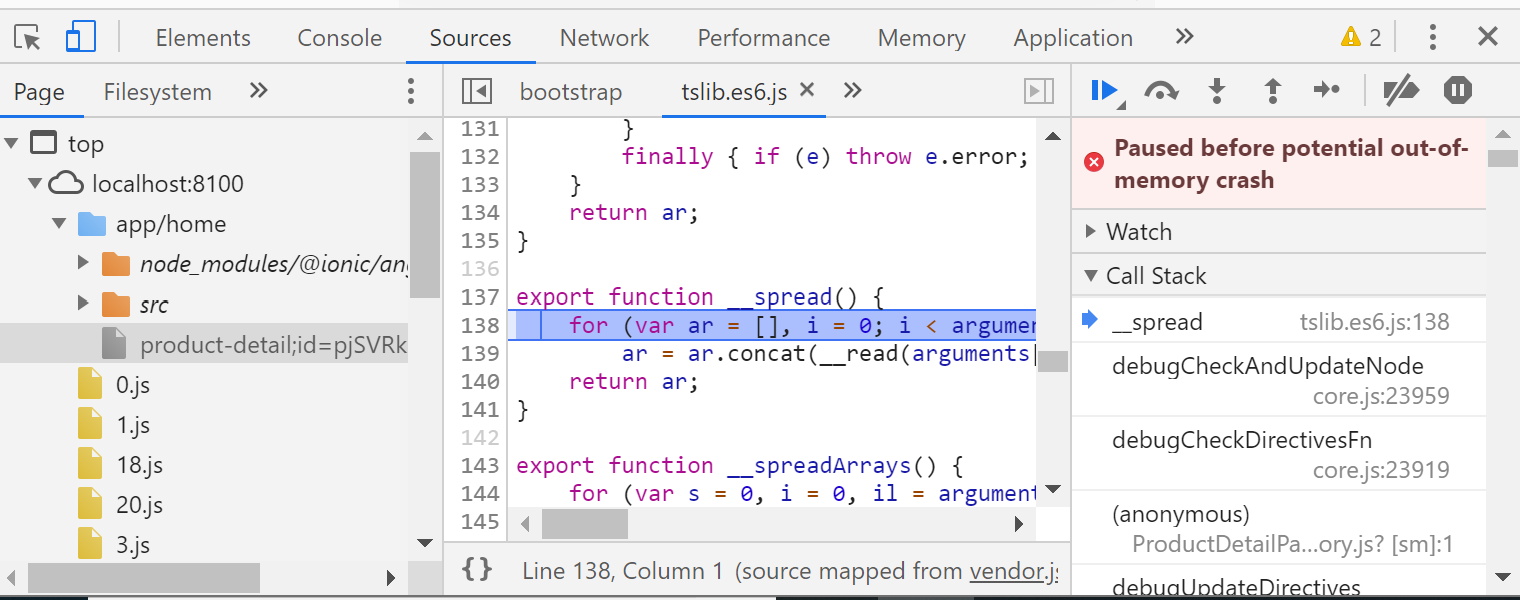 Elements Console Sources Network Performance Memory Application 2
Page Filesystem
bootstrap tslib.es6.js
top
localhost:8100
app/home
node_modules/@ionic/an
src
product-detail;id=pjSVRk
0.js
1.js
18.js
20.js
3.js
131 }
132 finally { if (e) throw e.error;
133 }
134 return ar;
135 }
136
137 export function __spread() {
138 for (var ar = [], i = 0; i < argumen
139 ar = ar.concat(__read(arguments[
140 return ar;
141 }
142
143 export function __spreadArrays() {
144 for (var s = 0, i = 0, il = argument
145
{} Line 138, Column 1 (source mapped from vendor.js
Paused before potential out-of-
memory crash
Watch
Call Stack
__spread tslib.es6.js:138
debugCheckAndUpdateNode
core.js:23959
debugCheckDirectivesFn
core.js:23919
(anonymous)
ProductDetailPa…ory.js? [sm]:1
debugUpdateDirectives